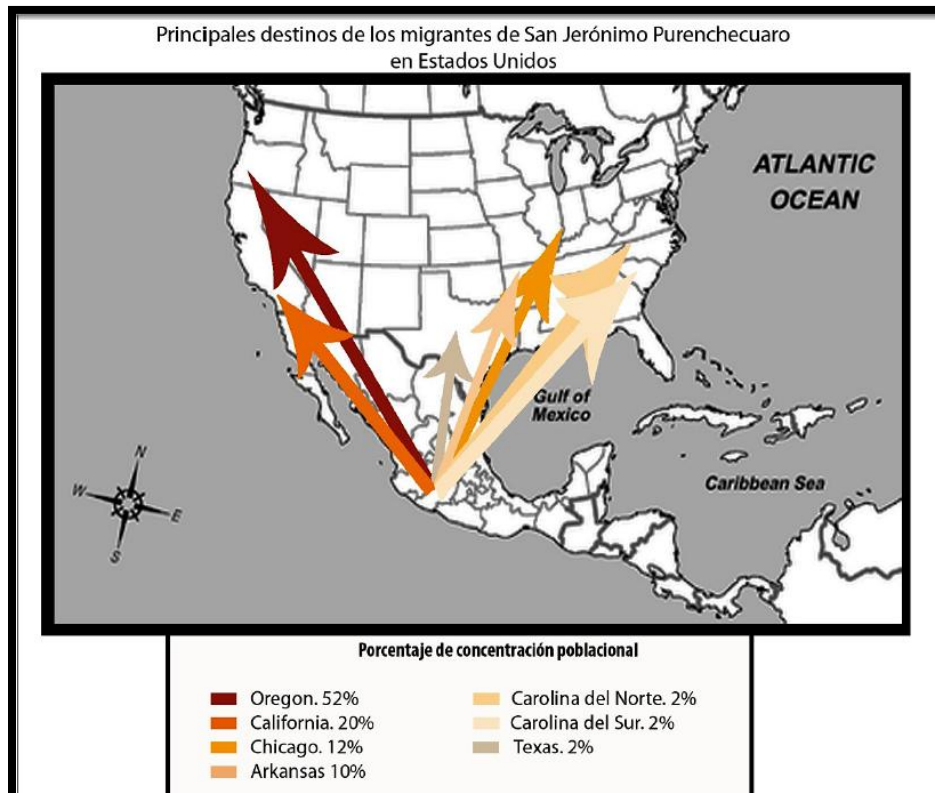 Principales destinos de los migrantes de San Jerónimo Purenchecuaro
en Estados Unidos
ATLANTIC
OCEAN
Gulf of
Mexico
Caribbean Sea
N
W
E
S
Porcentaje de concentración poblacional
Oregon. 52%
California. 20%
Chicago. 12%
Arkansas 10%
Carolina del Norte. 2%
Carolina del Sur. 2%
Texas. 2%